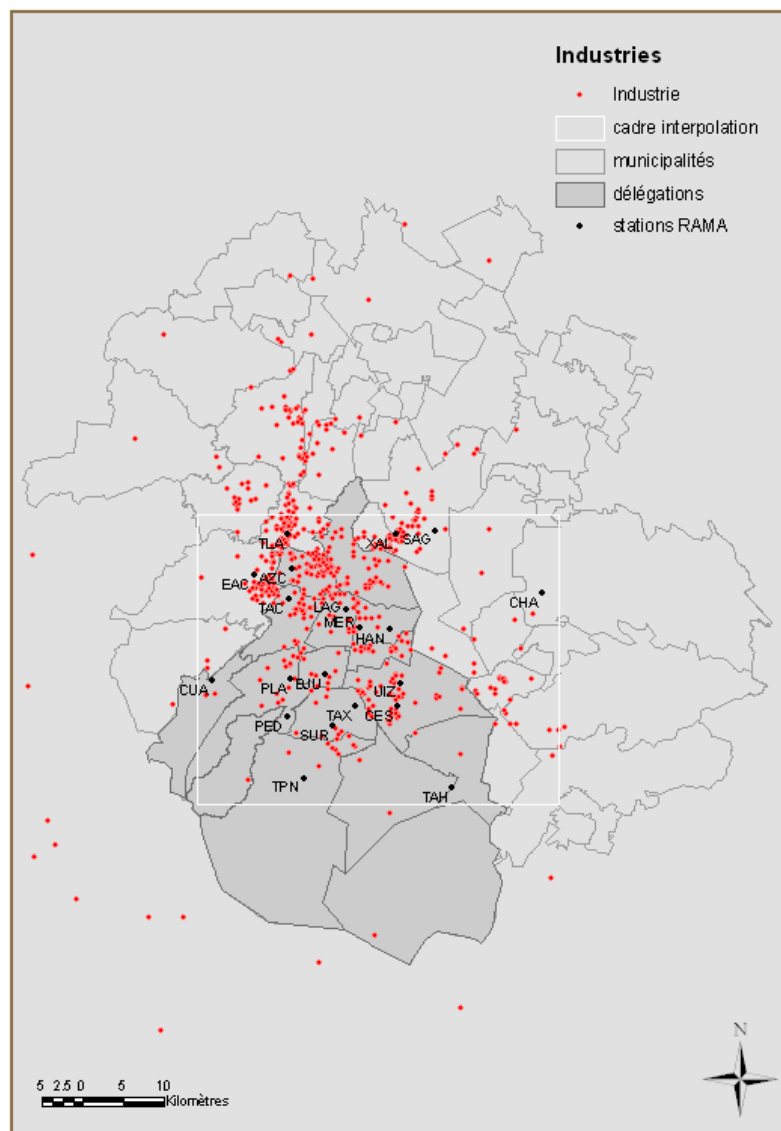 Industries
Industrie
cadre interpolation
municipalités
délégations
stations RAMA
TLA
XAL
SAG
EAC
AZC
TAC
LAG
MER
HAN
CHA
CUA
PLA
BJU
UIZ
PED
TAX
CES
SUR
TPN
TAH
N
5 2.5 0 5 10
Kilomètres